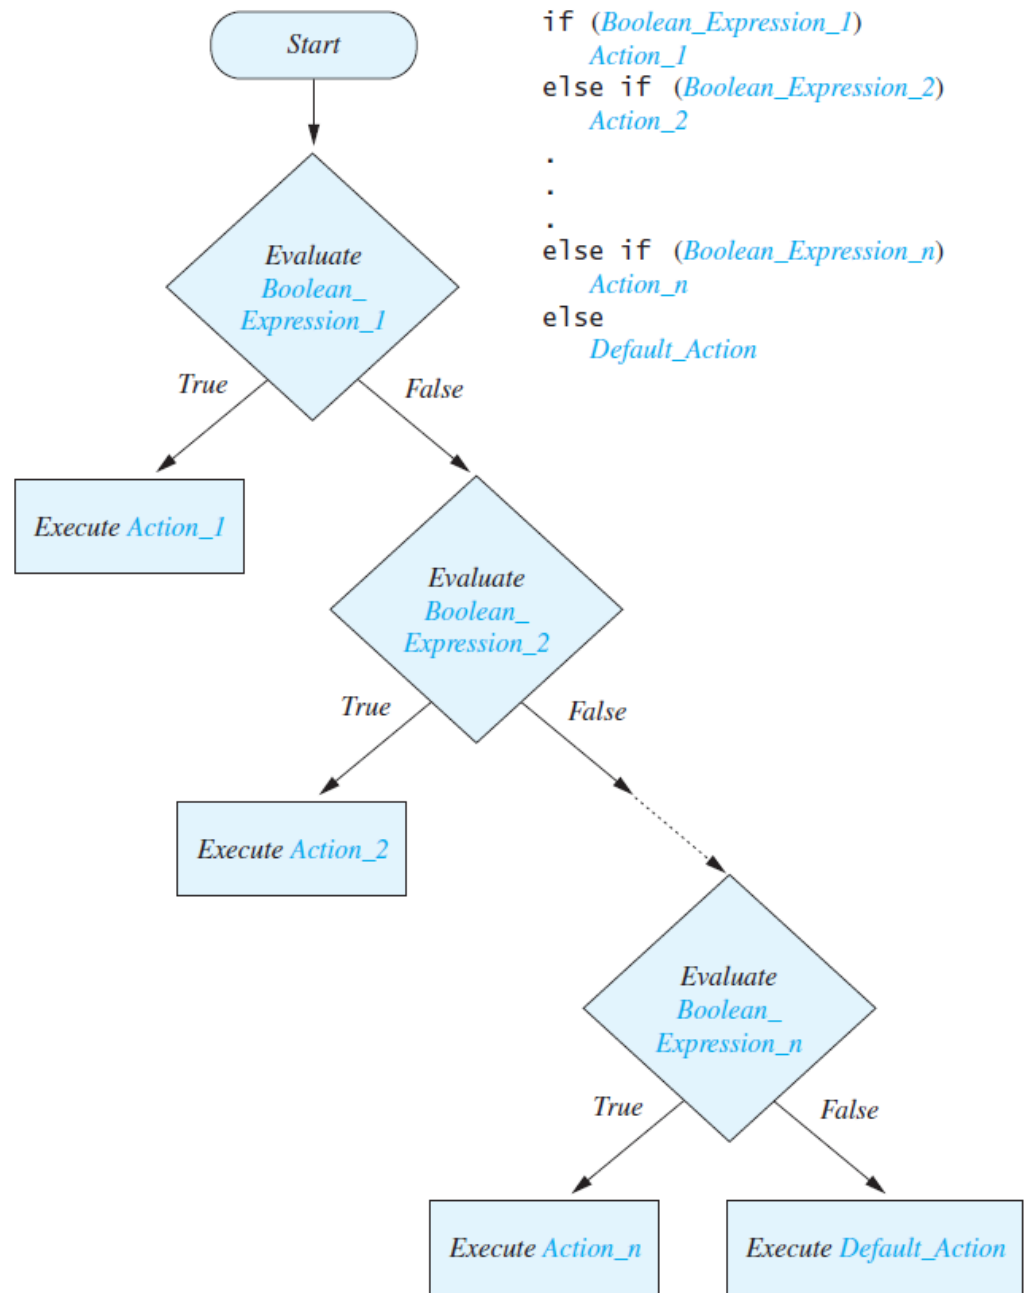 Start
if (Boolean_Expression_1)
Action_1
else if (Boolean_Expression_2)
Action_2
.
.
.
else if (Boolean_Expression_n)
Action_n
else
Default_Action
Evaluate
Boolean_
Expression_1
True
False
Execute Action_1
Evaluate
Boolean_
Expression_2
True
False
Execute Action_2
Evaluate
Boolean_
Expression_n
True
False
Execute Action_n
Execute Default_Action